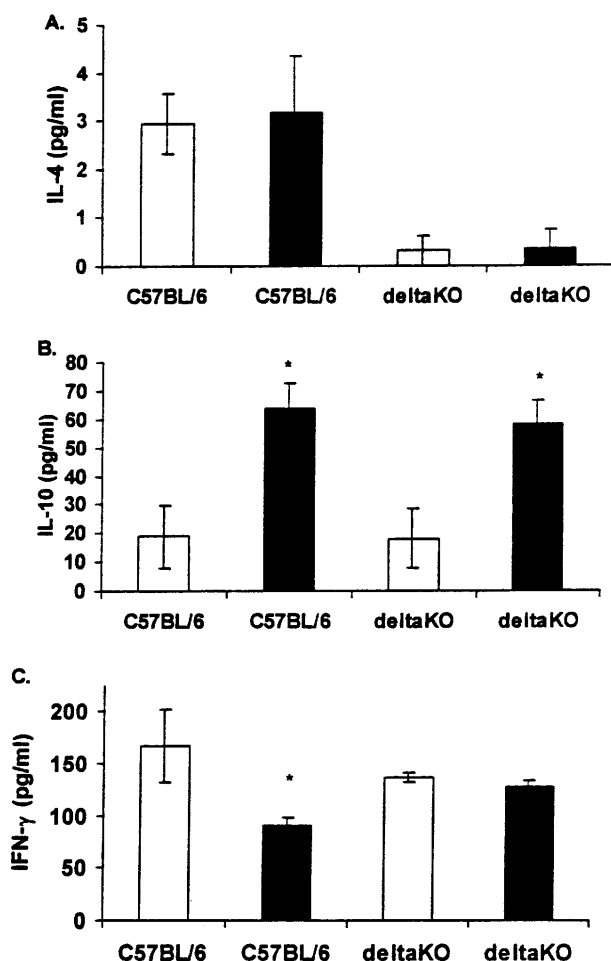 A.
IL-4 (pg/ml)
5
4
3
2
1
0
C57BL/6 C57BL/6 deltaKO deltaKO
B.
IL-10 (pg/ml)
80
70
60
50
40
30
20
10
0
* *
C57BL/6 C57BL/6 deltaKO deltaKO
C.
IFN-γ (pg/ml)
200
150
100
50
0
*
C57BL/6 C57BL/6 deltaKO deltaKO